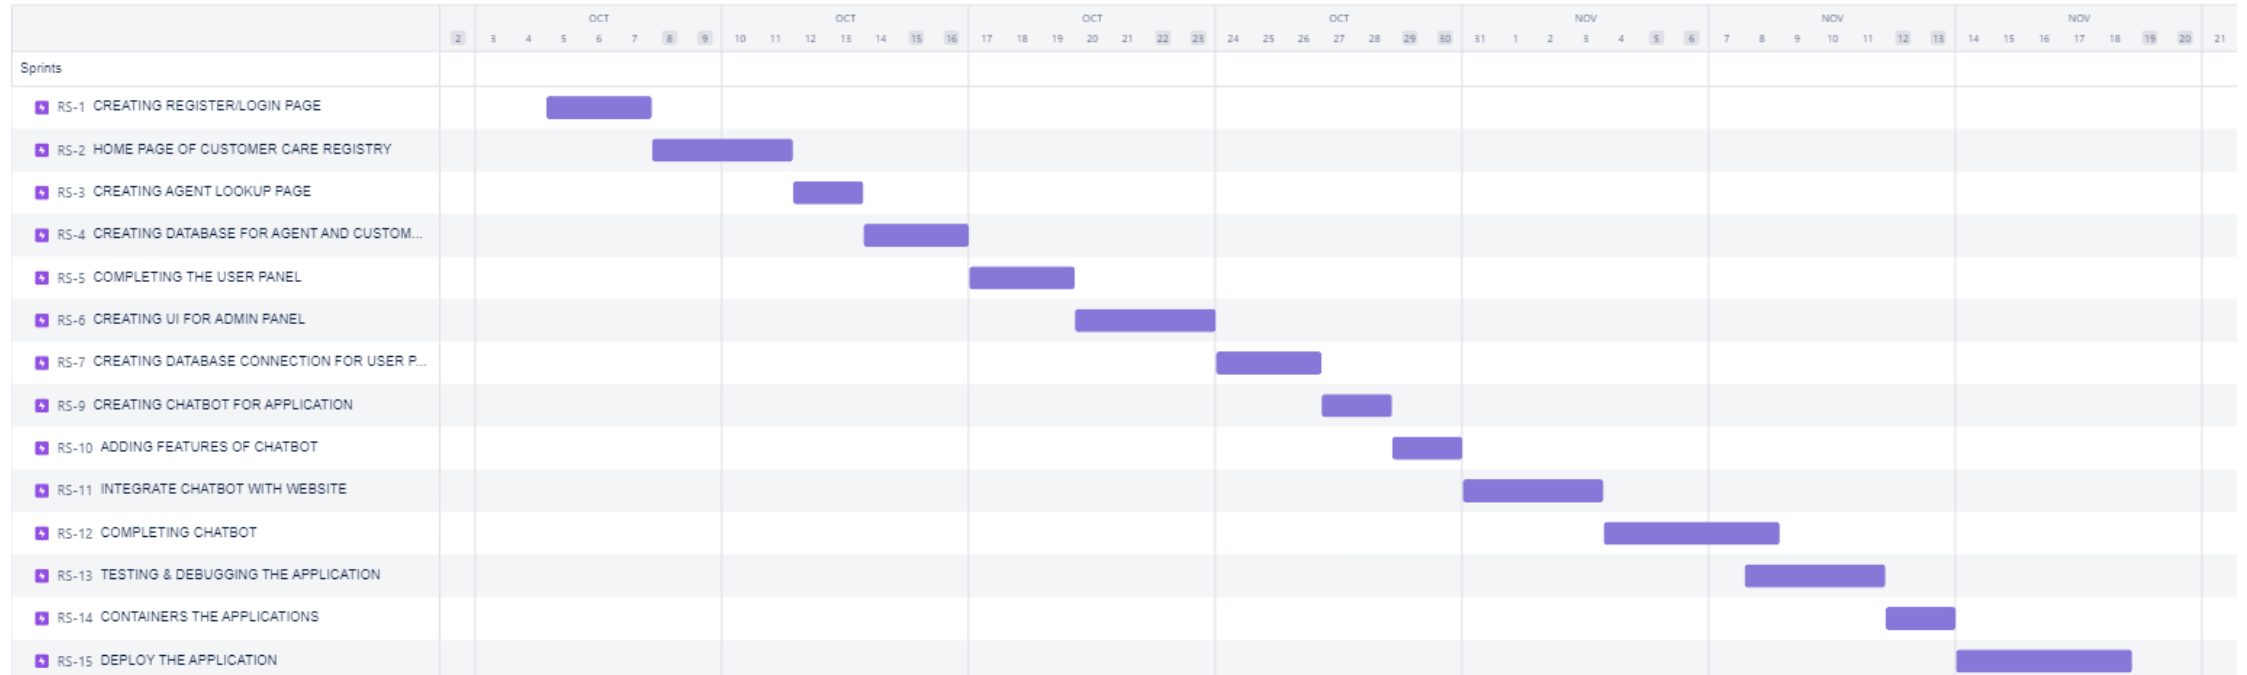 OCT OCT OCT OCT NOV NOV NOV
2 3 4 5 6 7 8 9 10 11 12 13 14 15 16 17 18 19 20 21 22 23 24 25 26 27 28 29 30 31 1 2 3 4 5 6 7 8 9 10 11 12 13 14 15 16 17 18 19 20 21
Sprints
RS-1 CREATING REGISTER/LOGIN PAGE
RS-2 HOME PAGE OF CUSTOMER CARE REGISTRY
RS-3 CREATING AGENT LOOKUP PAGE
RS-4 CREATING DATABASE FOR AGENT AND CUSTOM...
RS-5 COMPLETING THE USER PANEL
RS-6 CREATING UI FOR ADMIN PANEL
RS-7 CREATING DATABASE CONNECTION FOR USER P...
RS-9 CREATING CHATBOT FOR APPLICATION
RS-10 ADDING FEATURES OF CHATBOT
RS-11 INTEGRATE CHATBOT WITH WEBSITE
RS-12 COMPLETING CHATBOT
RS-13 TESTING & DEBUGGING THE APPLICATION
RS-14 CONTAINERS THE APPLICATIONS
RS-15 DEPLOY THE APPLICATION